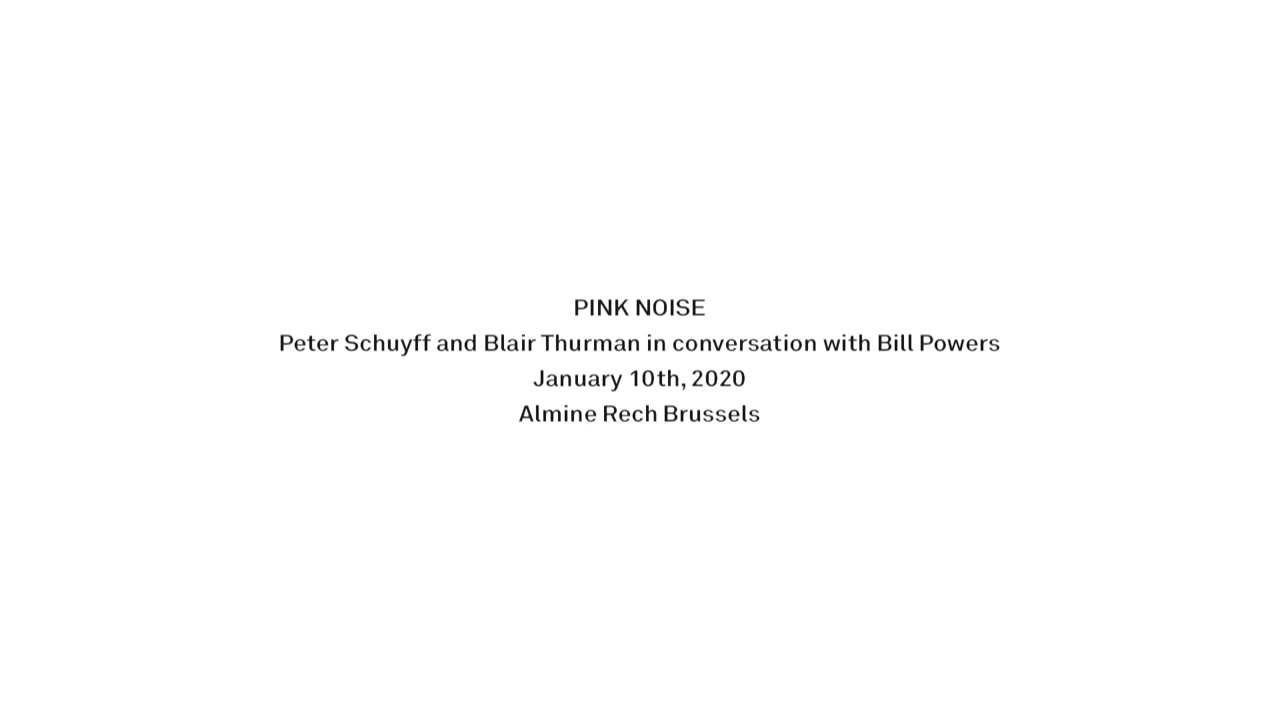 PINK NOISE
Peter Schuyff and Blair Thurman in conversation with Bill Powers
January 10th, 2020
Almine Rech Brussels